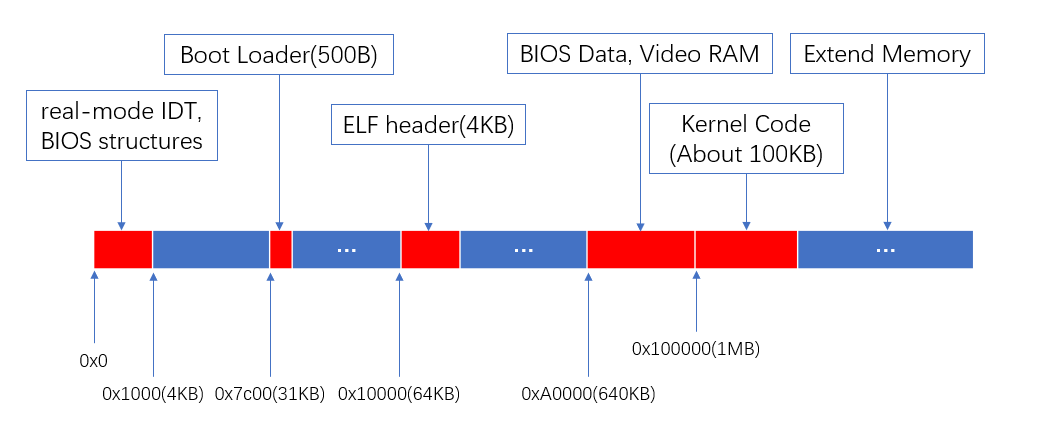 Boot Loader(500B)
BIOS Data, Video RAM
Extend Memory
real-mode IDT,
BIOS structures
ELF header(4KB)
Kernel Code
(About 100KB)
...
...
...
0x0
0x100000(1MB)
0x1000(4KB)
0x7c00(31KB)
0x10000(64KB)
0xA0000(640KB)